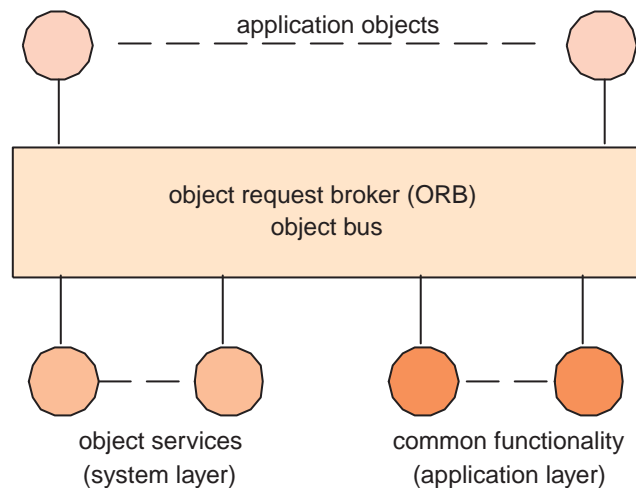 application objects
object request broker (ORB)
object bus
object services
(system layer)
common functionality
(application layer)